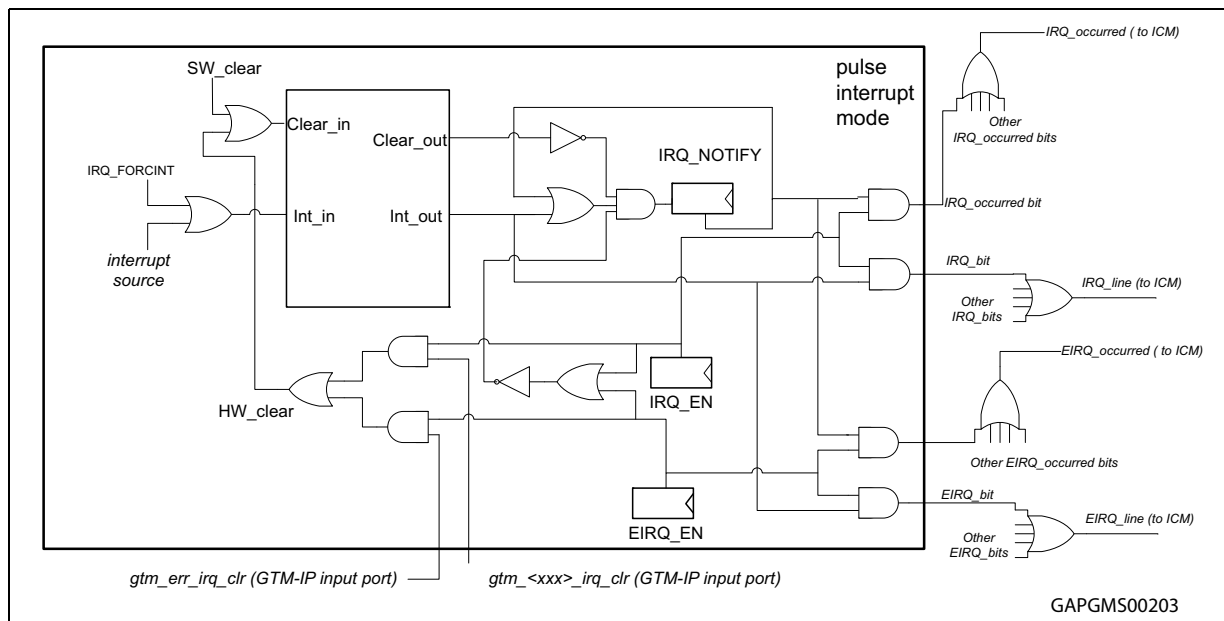 IRQ_occurred ( to ICM)
SW_clear
pulse
interrupt
mode
Clear_in
Clear_out
Other
IRQ_occurred bits
IRQ_NOTIFY
IRQ_FORCINT
Int_in
Int_out
IRQ_occurred bit
interrupt
source
IRQ_bit
IRQ_line (to ICM)
Other
IRQ_bits
EIRQ_occurred ( to ICM)
HW_clear
IRQ_EN
Other EIRQ_occurred bits
EIRQ_bit
EIRQ_EN
EIRQ_line (to ICM)
Other
EIRQ_bits
gtm_err_irq_clr (GTM-IP input port)
gtm_<xxx>_irq_clr (GTM-IP input port)
GAPGMS00203